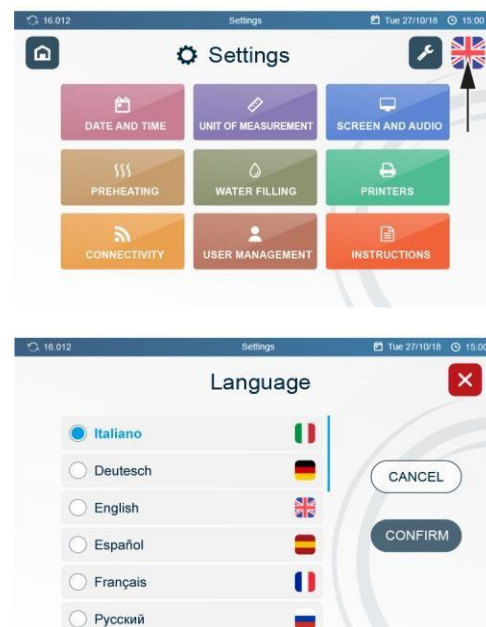 16.012 Settings Tue 27/10/18 15:00
Settings
DATE AND TIME UNIT OF MEASUREMENT SCREEN AND AUDIO
PREHEATING WATER FILLING PRINTERS
CONNECTIVITY USER MANAGEMENT INSTRUCTIONS
16.012 Settings Tue 27/10/18 15:00
Language
Italiano
Deutesch
CANCEL
English
CONFIRM
Español
Français
Русский